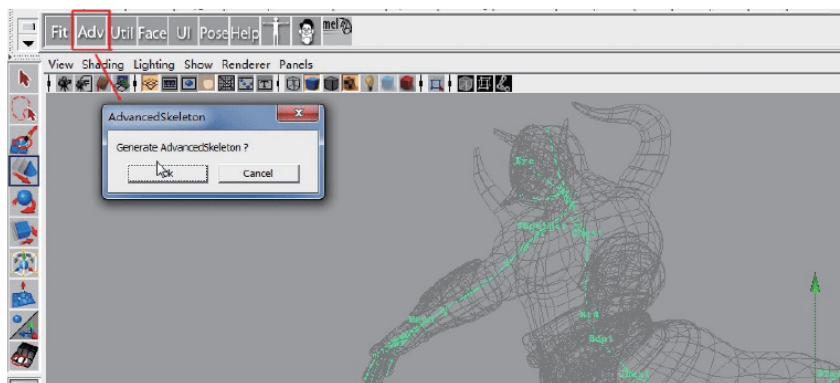 Fit Adv Util Face UI Pose Help mel
View Shading Lighting Show Renderer Panels
AdvancedSkeleton
Generate AdvancedSkeleton ?
Ok Cancel
Eye